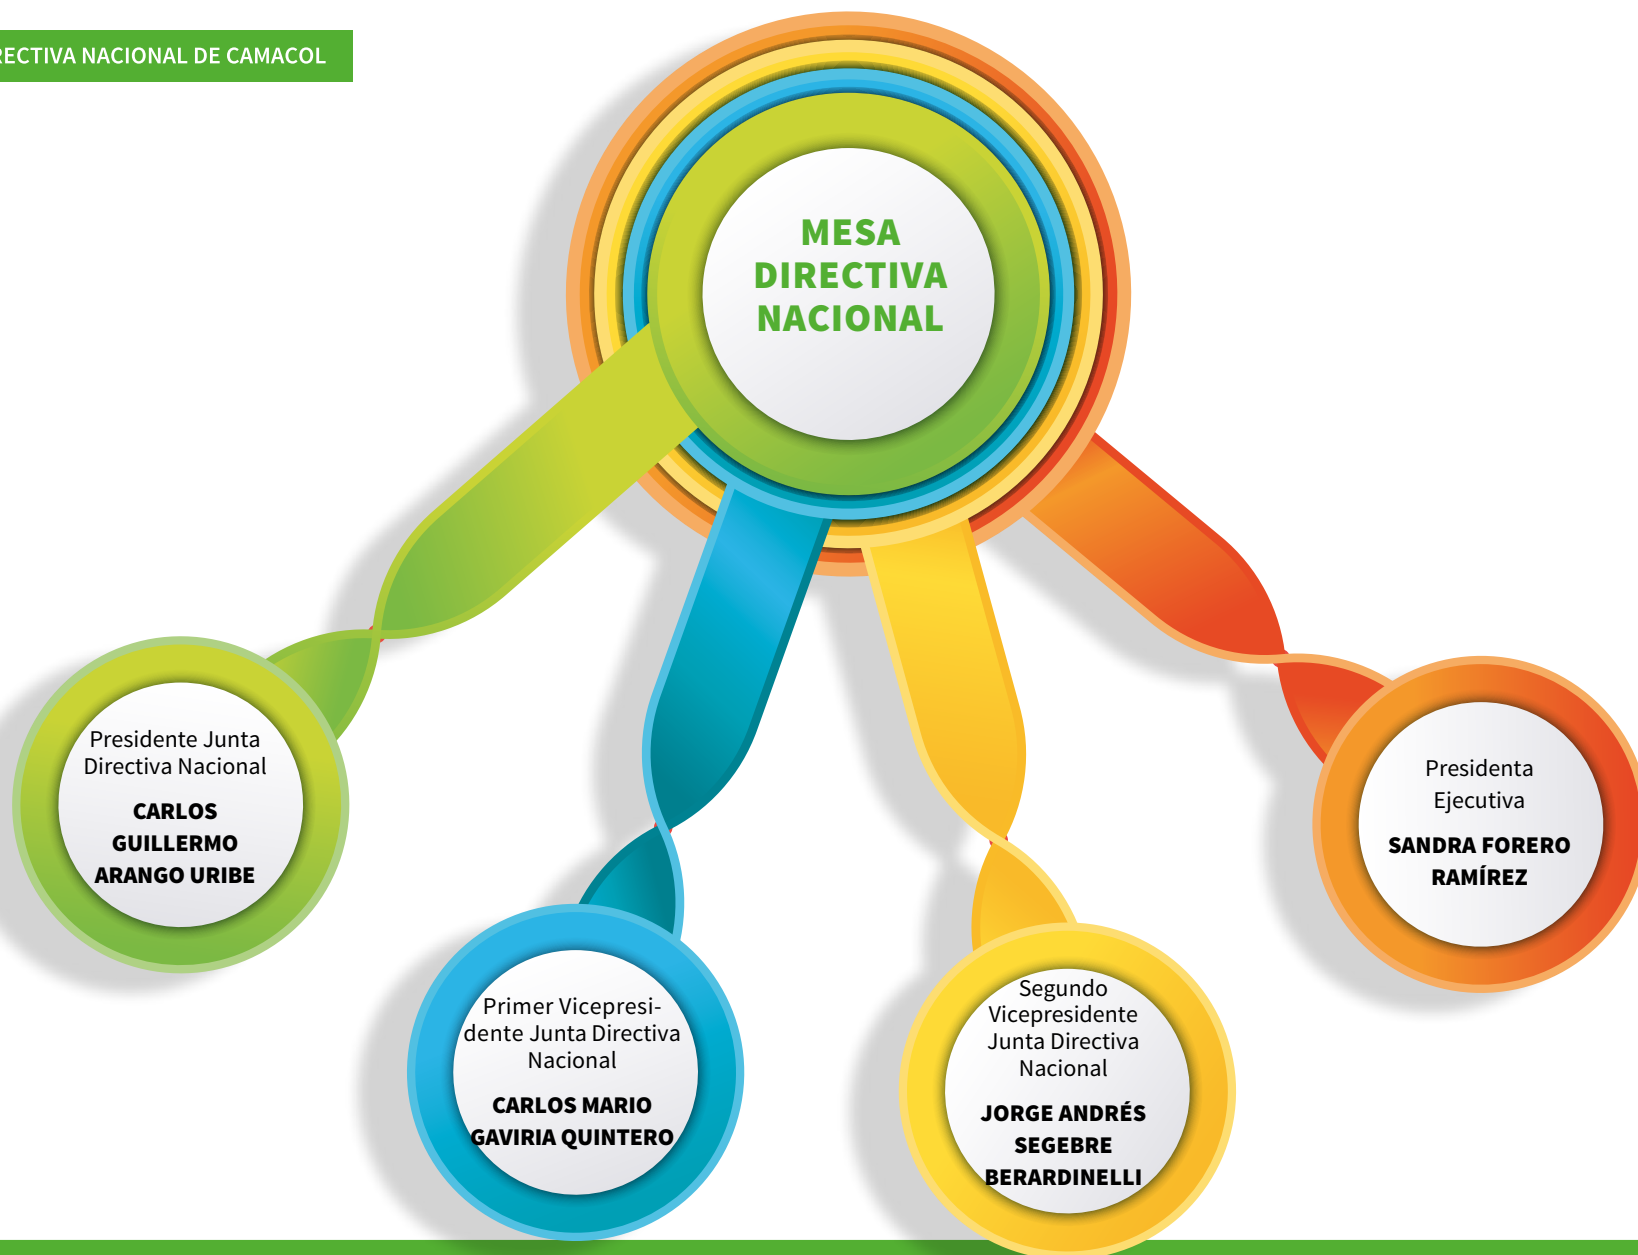 DIRECTIVA NACIONAL DE CAMACOL
MESA
DIRECTIVA
NACIONAL
Presidente Junta
Directiva Nacional
CARLOS
GUILLERMO
ARANGO URIBE
Primer Vicepresi-
dente Junta Directiva
Nacional
CARLOS MARIO
GAVIRIA QUINTERO
Segundo
Vicepresidente
Junta Directiva
Nacional
JORGE ANDRÉS
SEGEBRE
BERARDINELLI
Presidenta
Ejecutiva
SANDRA FORERO
RAMÍREZ